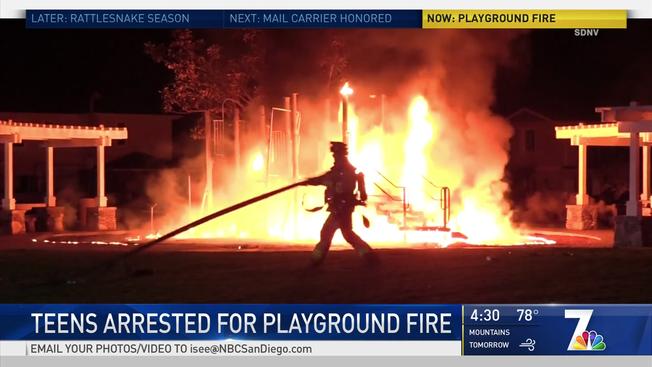 LATER: RATTLESNAKE SEASON
NEXT: MAIL CARRIER HONORED
NOW: PLAYGROUND FIRE
SDNV
TEENS ARRESTED FOR PLAYGROUND FIRE
EMAIL YOUR PHOTOS/VIDEO TO isee@NBCSanDiego.com
4:30 78°
MOUNTAINS
TOMORROW
7